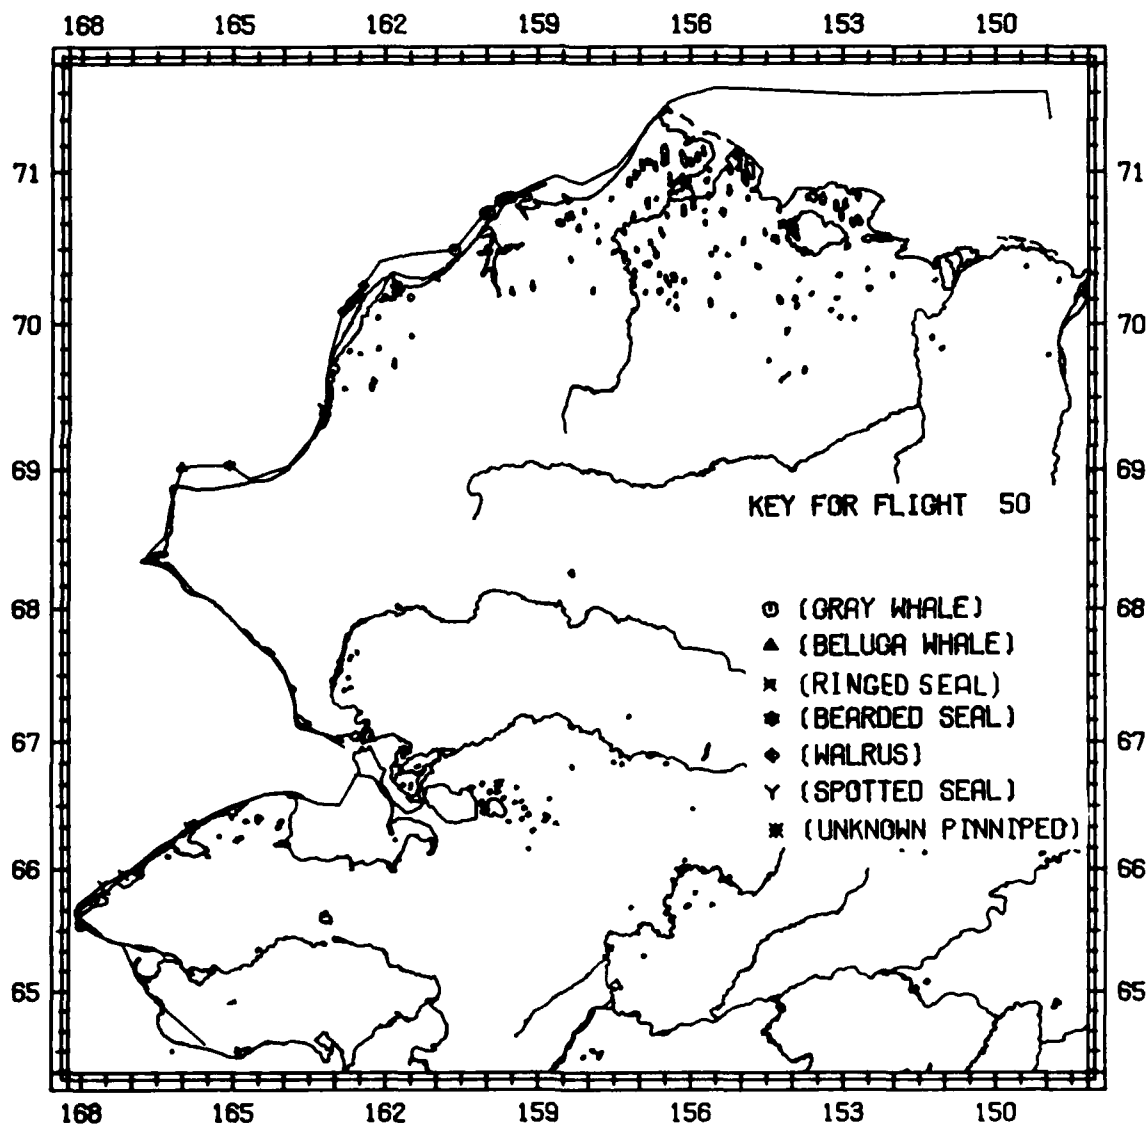 168 165 162 159 156 153 150
71 71
70 70
69 69
KEY FOR FLIGHT 50
68 (GRAY WHALE) 68
(BELUGA WHALE)
(RINGED SEAL)
(BEARDED SEAL)
67 67
(WALRUS)
(SPOTTED SEAL)
(UNKNOWN PINNIPED)
66 66
65 65
168 165 162 159 156 153 150